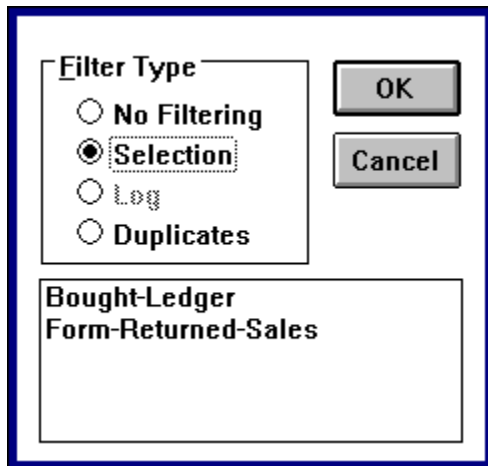 Filter Type
No Filtering
Selection
Log
Duplicates
OK
Cancel
Bought-Ledger
Form-Returned-Sales